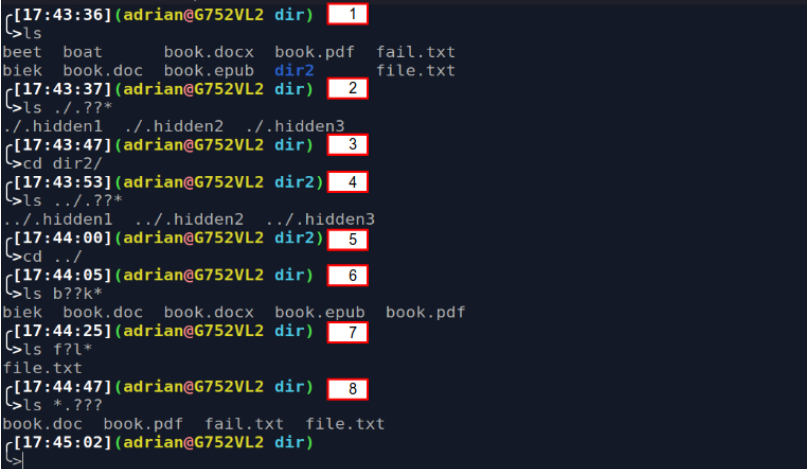 [17:43:36](adrian@G752VL2 dir) 1
>ls
beet boat book.docx book.pdf fail.txt
biek book.doc book.epub dir2 file.txt
[17:43:37](adrian@G752VL2 dir) 2
>ls ./.??*
./.hidden1 ./.hidden2 ./.hidden3
[17:43:47](adrian@G752VL2 dir) 3
>cd dir2/
[17:43:53](adrian@G752VL2 dir2) 4
>ls ../.??*
../.hidden1 ../.hidden2 ../.hidden3
[17:44:00](adrian@G752VL2 dir2) 5
>cd ../
[17:44:05](adrian@G752VL2 dir) 6
>ls b??k*
biek book.doc book.docx book.epub book.pdf
[17:44:25](adrian@G752VL2 dir) 7
>ls f?l*
file.txt
[17:44:47](adrian@G752VL2 dir) 8
>ls *.???
book.doc book.pdf fail.txt file.txt
[17:45:02](adrian@G752VL2 dir)
>